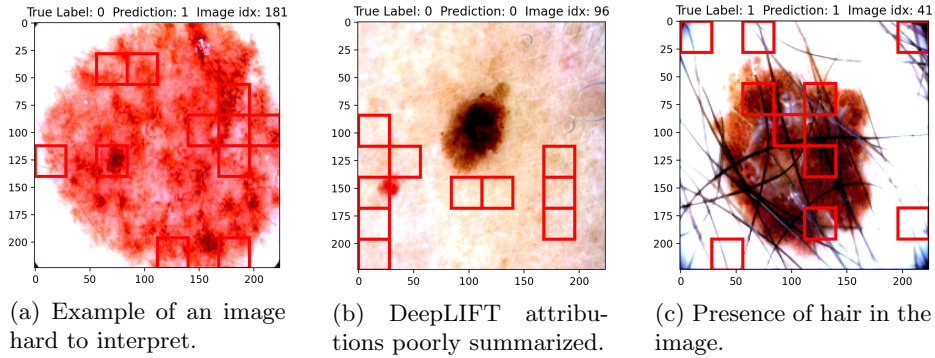 True Label: 0 Prediction: 1 Image idx: 181
0
25
50
75
100
125
150
175
200
0 50 100 150 200
(a) Example of an image
hard to interpret.
True Label: 0 Prediction: 0 Image idx: 96
0
25
50
75
100
125
150
175
200
0 50 100 150 200
(b) DeepLIFT attribu-
tions poorly summarized.
True Label: 1 Prediction: 1 Image idx: 41
0
25
50
75
100
125
150
175
200
0 50 100 150 200
(c) Presence of hair in the
image.